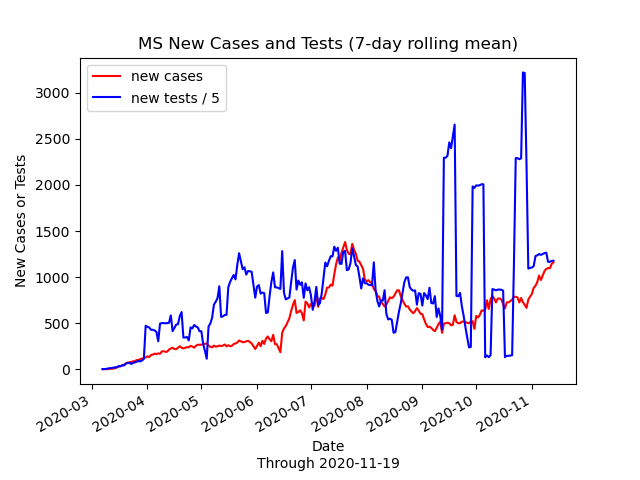 MS New Cases and Tests (7-day rolling mean)
new cases
new tests / 5
3000
2500
2000
1500
1000
500
0
New Cases or Tests
2020-03
2020-04
2020-05
2020-06
2020-07
2020-08
2020-09
2020-10
2020-11
Date
Through 2020-11-19